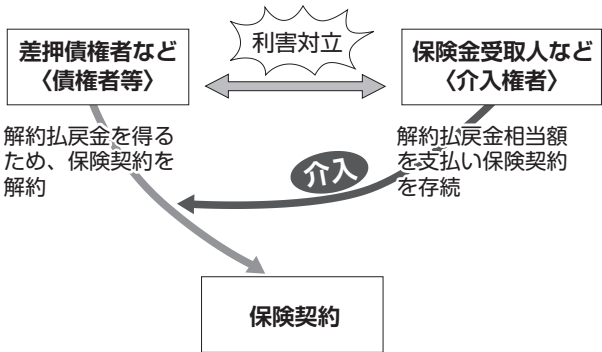 差押債権者など
〈債権者等〉
利害対立
保険金受取人など
〈介入権者〉
解約払戻金を得る
ため、保険契約を
解約
解約払戻金相当額
を支払い保険契約
を存続
介入
保険契約